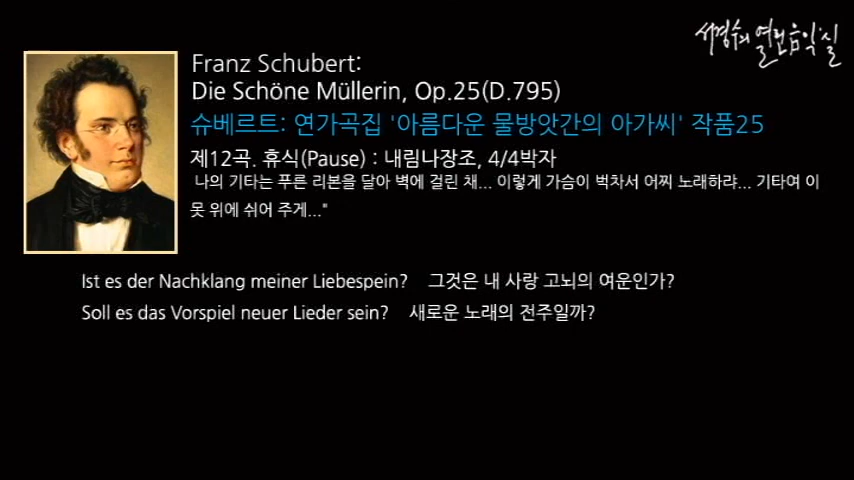 서경수의 열린음악실
Franz Schubert:
Die Schöne Müllerin, Op.25(D.795)
슈베르트: 연가곡집 '아름다운 물방앗간의 아가씨' 작품25
제12곡. 휴식(Pause) : 내림나장조, 4/4박자
나의 기타는 푸른 리본을 달아 벽에 걸린 채... 이렇게 가슴이 벅차서 어찌 노래하랴... 기타여 이
못 위에 쉬어 주게..."
Ist es der Nachklang meiner Liebespein? 그것은 내 사랑 고뇌의 여운인가?
Soll es das Vorspiel neuer Lieder sein? 새로운 노래의 전주일까?